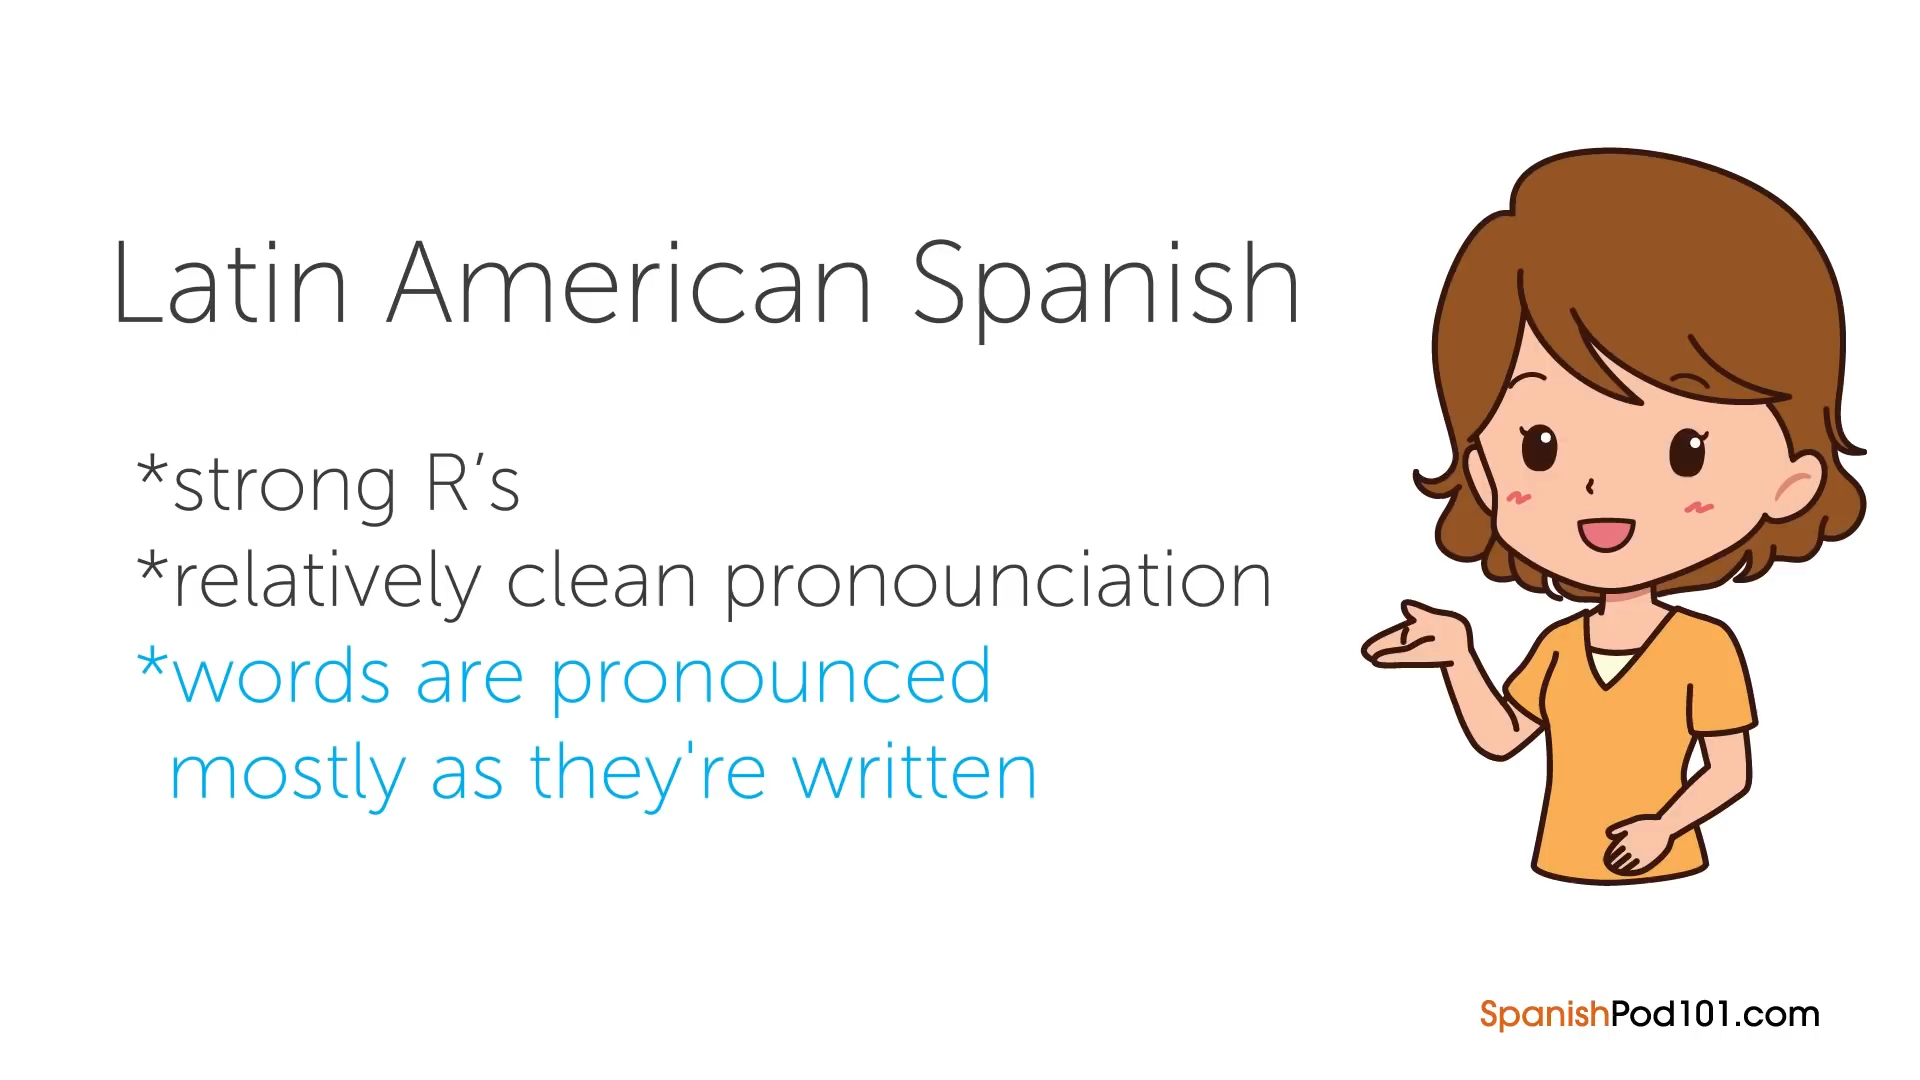 Latin American Spanish
*strong R’s
*relatively clean pronounciation
*words are pronounced
mostly as they're written
SpanishPod101.com